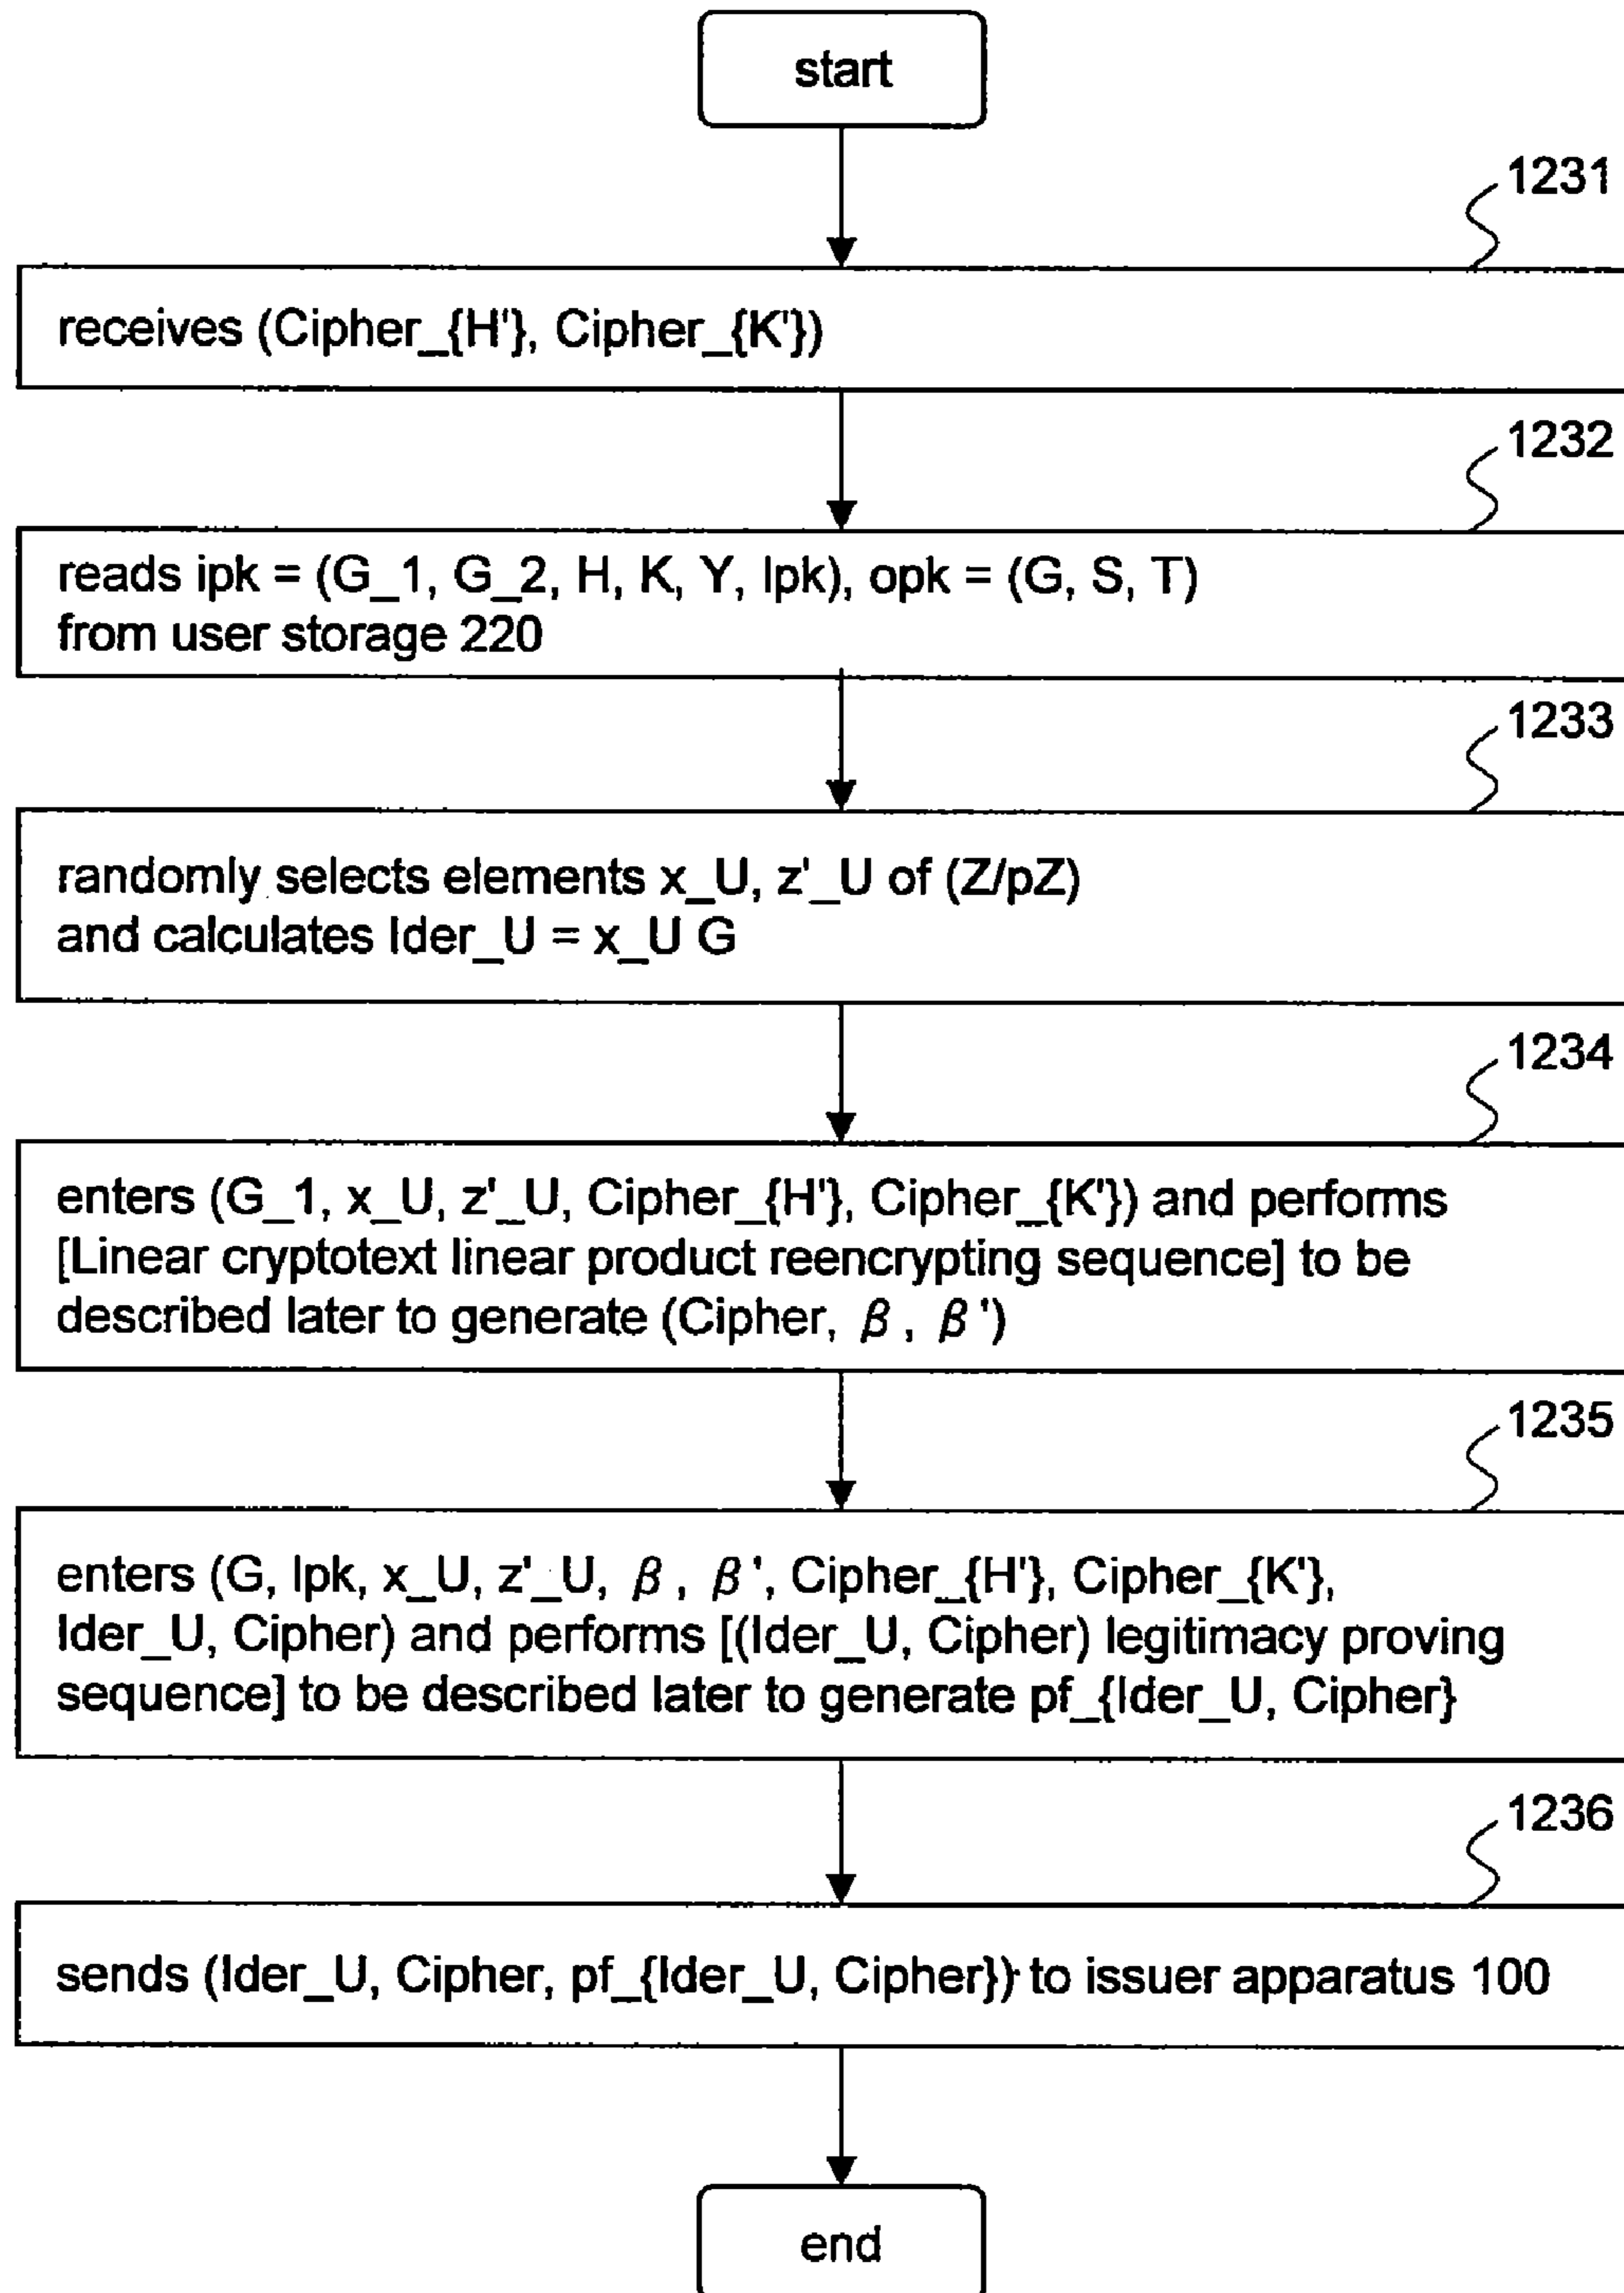 start
1231
receives (Cipher_{H'}, Cipher_{K'})
1232
reads ipk = (G_1, G_2, H, K, Y, lpk), opk = (G, S, T)
from user storage 220
1233
randomly selects elements x_U, z'_U of (Z/pZ)
and calculates Ider_U = x_U G
1234
enters (G_1, x_U, z'_U, Cipher_{H'}, Cipher_{K'}) and performs
[Linear cryptotext linear product reencrypting sequence] to be
described later to generate (Cipher, β, β')
1235
enters (G, lpk, x_U, z'_U, β, β', Cipher_{H'}, Cipher_{K'},
Ider_U, Cipher) and performs [(Ider_U, Cipher) legitimacy proving
sequence] to be described later to generate pf_{Ider_U, Cipher}
1236
sends (Ider_U, Cipher, pf_{Ider_U, Cipher}) to issuer apparatus 100
end